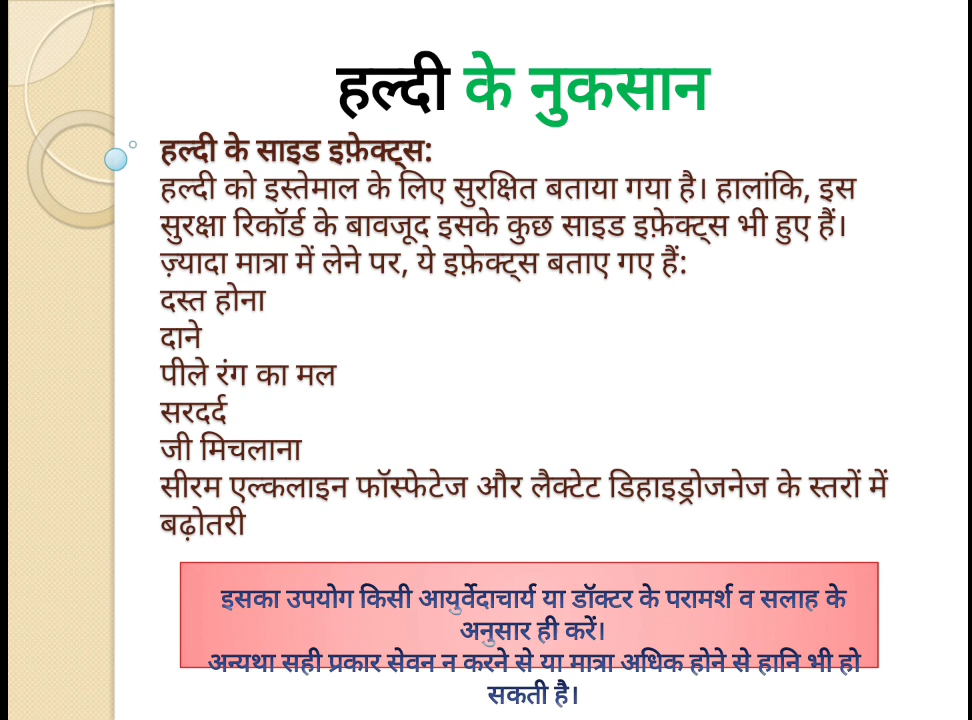 हल्दी के नुकसान
हल्दी के साइड इफ़ेक्ट्स:
हल्दी को इस्तेमाल के लिए सुरक्षित बताया गया है। हालांकि, इस
सुरक्षा रिकॉर्ड के बावजूद इसके कुछ साइड इफ़ेक्ट्स भी हुए हैं।
ज़्यादा मात्रा में लेने पर, ये इफ़ेक्ट्स बताए गए हैं:
दस्त होना
दाने
पीले रंग का मल
सरदर्द
जी मिचलाना
सीरम एल्कलाइन फॉस्फेटेज और लैक्टेट डिहाइड्रोजनेज के स्तरों में
बढ़ोतरी
इसका उपयोग किसी आयुर्वेदाचार्य या डॉक्टर के परामर्श व सलाह के
अनुसार ही करें।
अन्यथा सही प्रकार सेवन न करने से या मात्रा अधिक होने से हानि भी हो
सकती है।